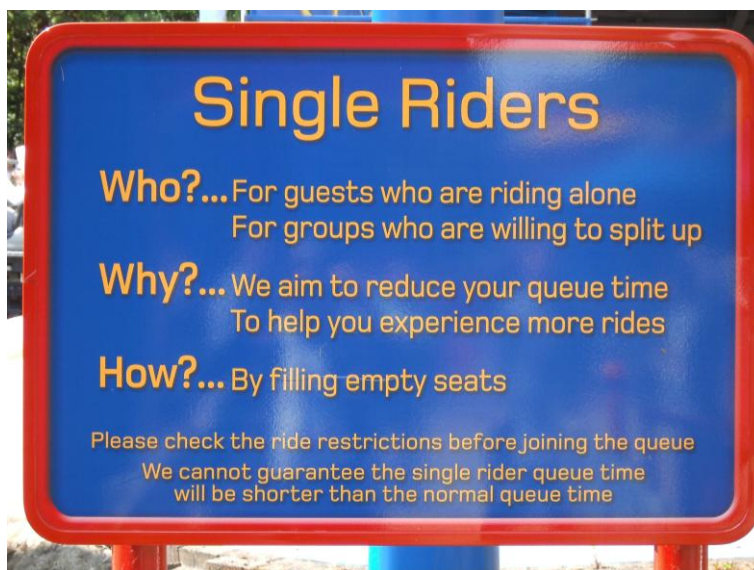 Single Riders
Who?... For guests who are riding alone
For groups who are willing to split up
Why?... We aim to reduce your queue time
To help you experience more rides
How?... By filling empty seats
Please check the ride restrictions before joining the queue
We cannot guarantee the single rider queue time
will be shorter than the normal queue time